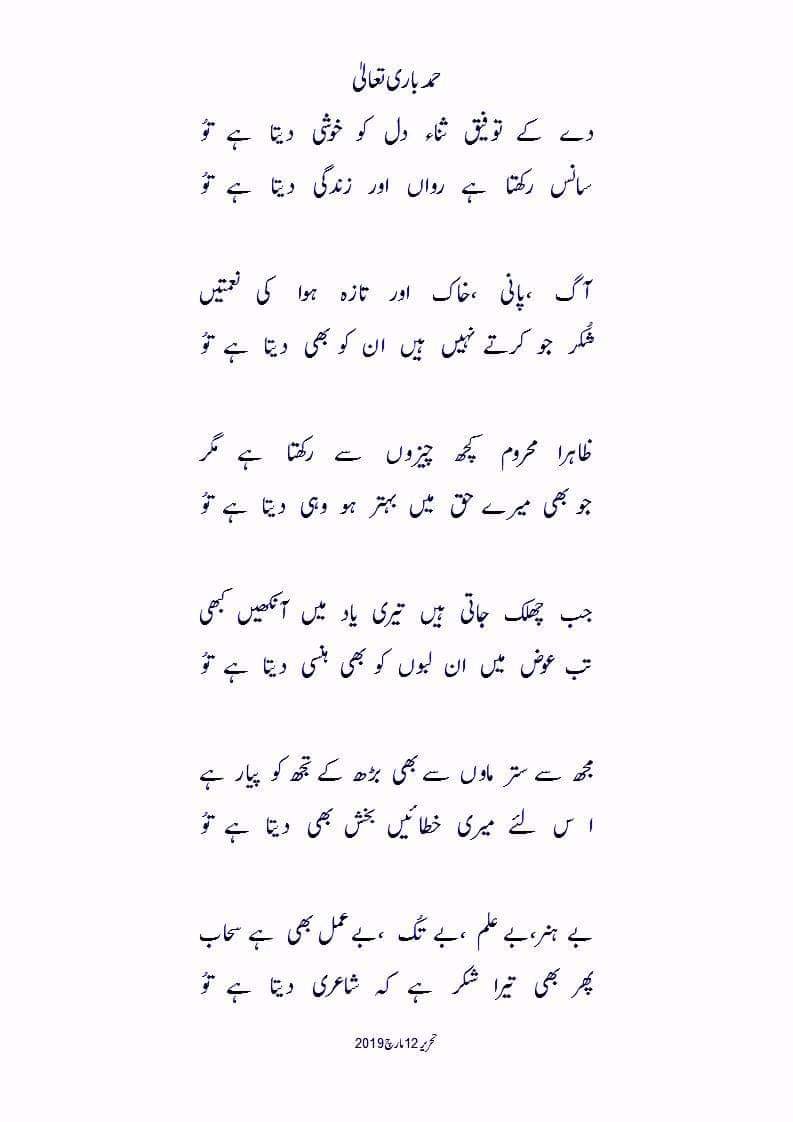 حمد باری تعالیٰ
دے کے توفیق ثناء دل کو خوشی دیتا ہے تُو
سانس رکھتا ہے رواں اور زندگی دیتا ہے تُو
آگ ،پانی ،خاک اور تازہ ہوا کی نعمتیں
شُکر جو کرتے نہیں ہیں ان کو بھی دیتا ہے تُو
ظاہرا محروم کچھ چیزوں سے رکھتا ہے مگر
جو بھی میرے حق میں بہتر ہو وہی دیتا ہے تُو
جب چھلک جاتی ہیں تیری یاد میں آنکھیں کبھی
تب عوض میں ان لبوں کو بھی ہنسی دیتا ہے تُو
مجھ سے ستر ماوں سے بھی بڑھ کے تجھ کو پیار ہے
ا س لئے میری خطائیں بخش بھی دیتا ہے تُو
بے ہنر،بے علم ،بے تُک ،بے عمل بھی ہے سحاب
پھر بھی تیرا شکر ہے کہ شاعری دیتا ہے تُو
تحریر 12مارچ2019